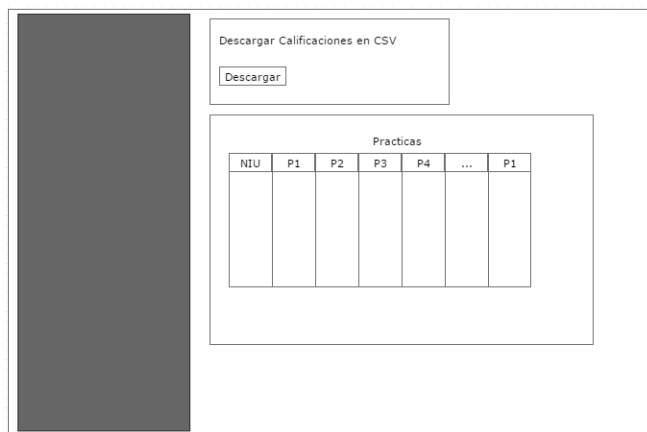 Descargar Calificaciones en CSV
Descargar
Practicas
NIU P1 P2 P3 P4 ... P1